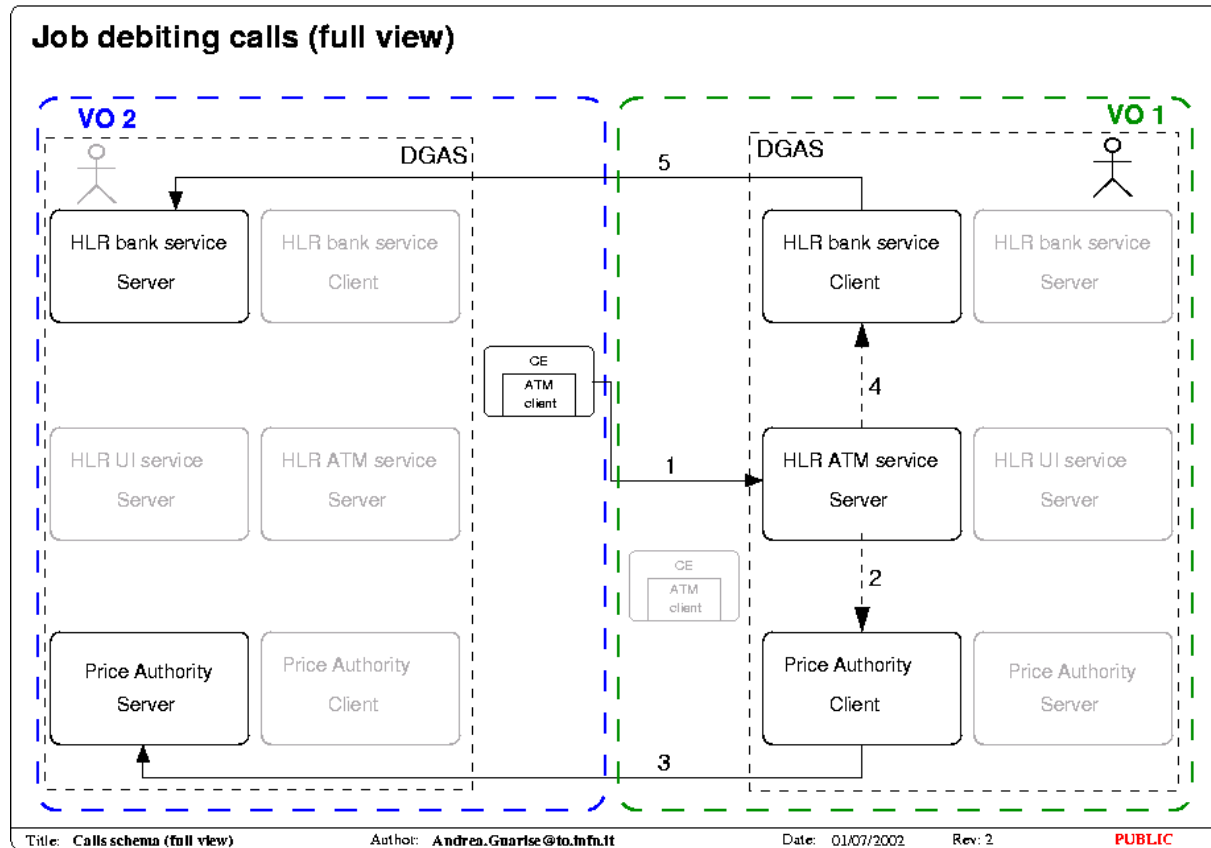 Job debiting calls (full view)
VO 2
VO 1
DGAS
DGAS
5
HLR bank service
Server
HLR bank service
Client
HLR bank service
Client
HLR bank service
Server
CE
ATM
client
4
HLR UI service
Server
HLR ATM service
Server
1
HLR ATM service
Server
HLR UI service
Server
CE
ATM
client
2
Price Authority
Server
Price Authority
Client
Price Authority
Client
Price Authority
Server
3
Title: Calls schema (full view) Author: Andrea.Guarise@to.infn.it Date: 01/07/2002 Rev: 2 PUBLIC